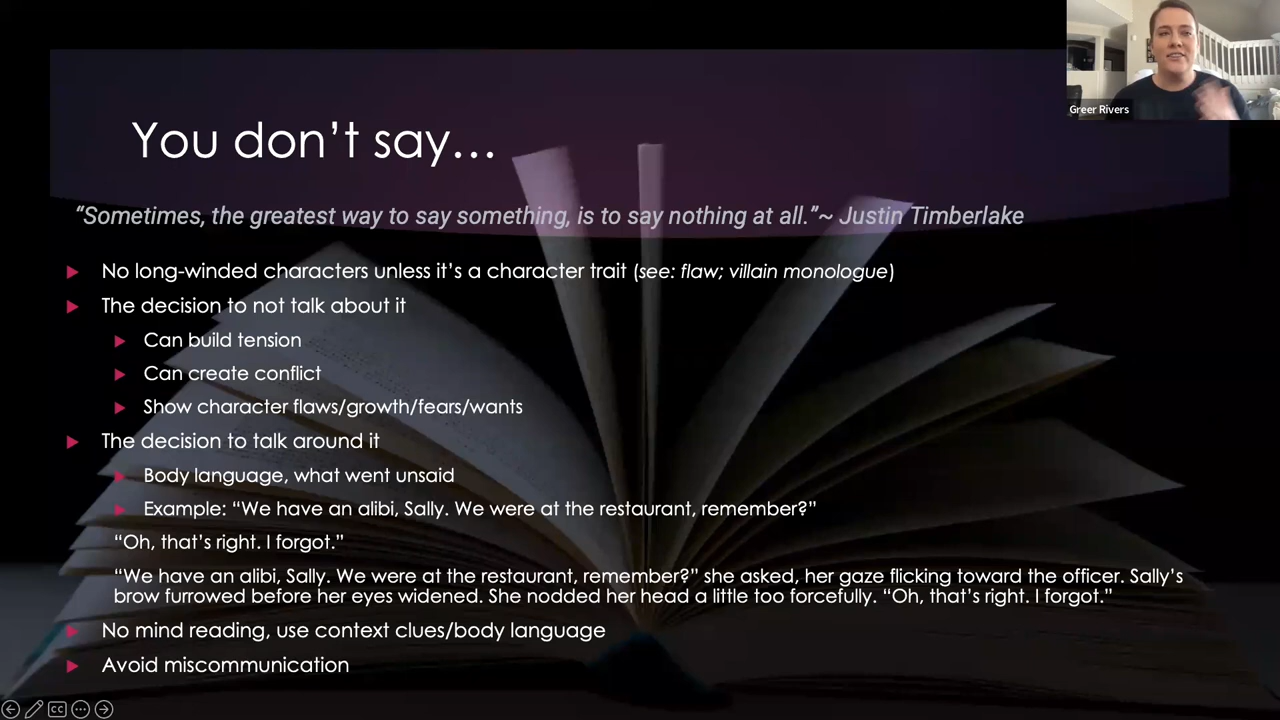 Greer Rivers
You don't say...
“Sometimes, the greatest way to say something, is to say nothing at all.”~ Justin Timberlake
No long-winded characters unless it's a character trait (see: flaw; villain monologue)
The decision to not talk about it
Can build tension
Can create conflict
Show character flaws/growth/fears/wants
The decision to talk around it
Body language, what went unsaid
Example: “We have an alibi, Sally. We were at the restaurant, remember?”
“Oh, that's right. I forgot.”
“We have an alibi, Sally. We were at the restaurant, remember?” she asked, her gaze flicking toward the officer. Sally's
brow furrowed before her eyes widened. She nodded her head a little too forcefully. “Oh, that's right. I forgot.”
No mind reading, use context clues/body language
Avoid miscommunication
CC